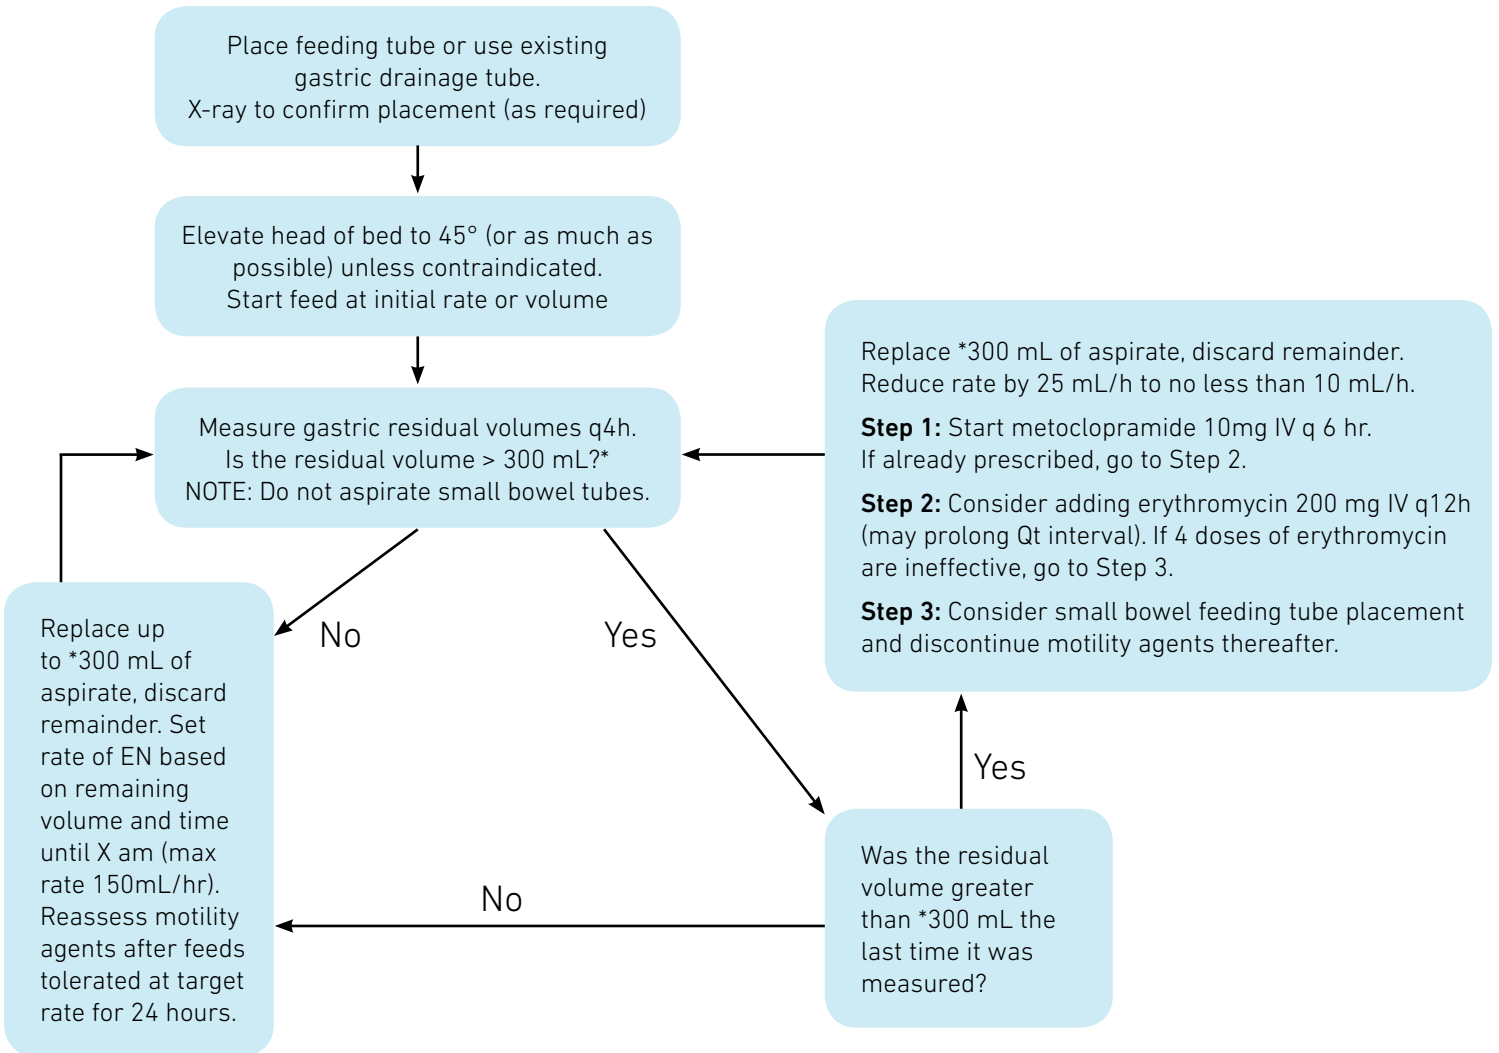 Place feeding tube or use existing
gastric drainage tube.
X-ray to confirm placement (as required)
Elevate head of bed to 45° (or as much as
possible) unless contraindicated.
Start feed at initial rate or volume
Measure gastric residual volumes q4h.
Is the residual volume > 300 mL?*
NOTE: Do not aspirate small bowel tubes.
No
Yes
Replace up
to *300 mL of
aspirate, discard
remainder. Set
rate of EN based
on remaining
volume and time
until X am (max
rate 150mL/hr).
Reassess motility
agents after feeds
tolerated at target
rate for 24 hours.
No
Was the residual
volume greater
than *300 mL the
last time it was
measured?
Yes
Replace *300 mL of aspirate, discard remainder.
Reduce rate by 25 mL/h to no less than 10 mL/h.
Step 1: Start metoclopramide 10mg IV q 6 hr.
If already prescribed, go to Step 2.
Step 2: Consider adding erythromycin 200 mg IV q12h
(may prolong Qt interval). If 4 doses of erythromycin
are ineffective, go to Step 3.
Step 3: Consider small bowel feeding tube placement
and discontinue motility agents thereafter.